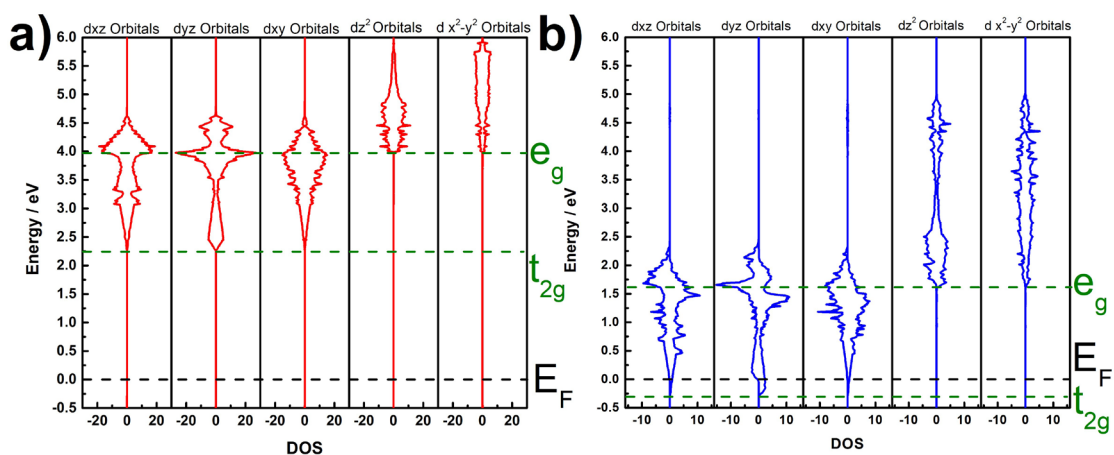 a)
dxz Orbitals dyz Orbitals dxy Orbitals dz² Orbitals d x²-y² Orbitals
6.0
5.5
5.0
4.5
4.0
3.5
3.0
2.5
2.0
1.5
1.0
0.5
0.0
-0.5
Energy / eV
e_g
t_2g
E_F
-20 0 20 -20 0 20 -20 0 20 -20 0 20 -20 0 20
DOS
b)
dxz Orbitals dyz Orbitals dxy Orbitals dz² Orbitals d x²-y² Orbitals
6.0
5.5
5.0
4.5
4.0
3.5
3.0
2.5
2.0
1.5
1.0
0.5
0.0
-0.5
Energy / eV
e_g
E_F
t_2g
-10 0 10 -10 0 10 -10 0 10 -10 0 10 -10 0 10
DOS